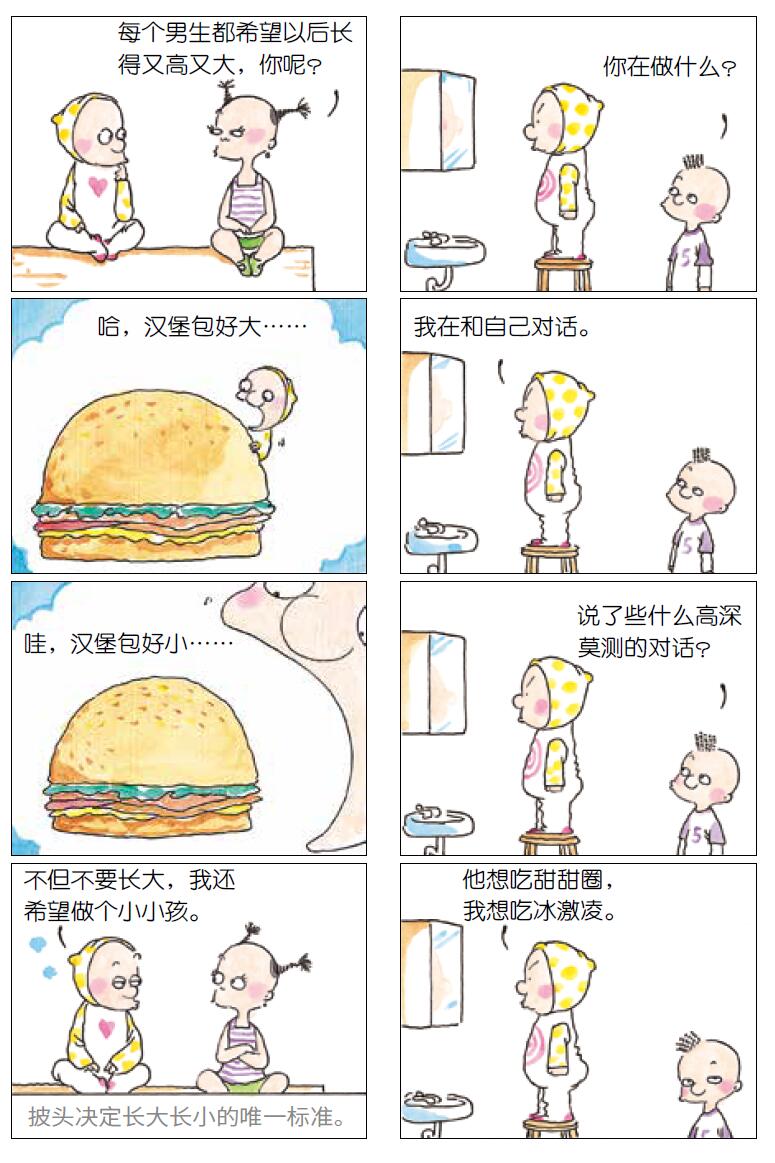 每个男生都希望以后长
得又高又大，你呢？
哈，汉堡包好大……
哇，汉堡包好小……
不但不要长大，我还
希望做个小小孩。
披头决定长大长小的唯一标准。
你在做什么？
5
我在和自己对话。
5
说了些什么高深
莫测的对话？
5
他想吃甜甜圈，
我想吃冰激凌。
5